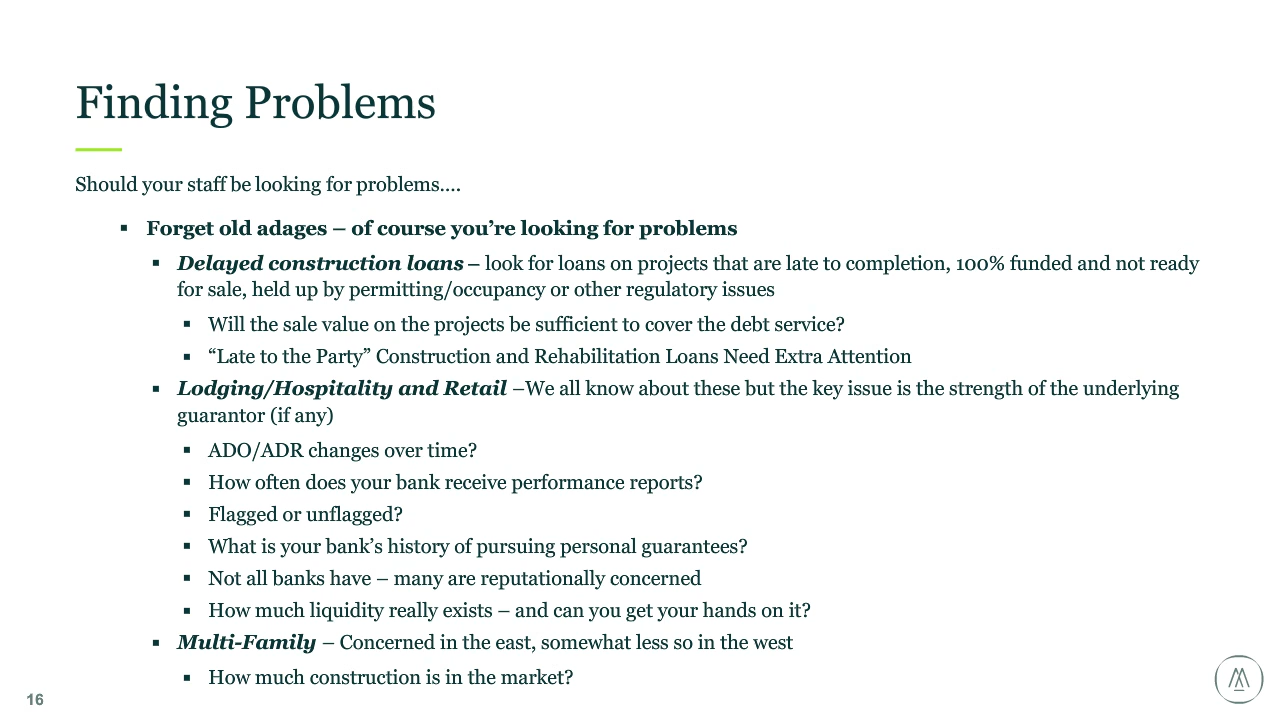 Finding Problems
Should your staff be looking for problems....
▪ Forget old adages – of course you're looking for problems
▪ Delayed construction loans – look for loans on projects that are late to completion, 100% funded and not ready
for sale, held up by permitting/occupancy or other regulatory issues
▪ Will the sale value on the projects be sufficient to cover the debt service?
▪ “Late to the Party” Construction and Rehabilitation Loans Need Extra Attention
▪ Lodging/Hospitality and Retail –We all know about these but the key issue is the strength of the underlying
guarantor (if any)
▪ ADO/ADR changes over time?
▪ How often does your bank receive performance reports?
▪ Flagged or unflagged?
▪ What is your bank's history of pursuing personal guarantees?
▪ Not all banks have – many are reputationally concerned
▪ How much liquidity really exists – and can you get your hands on it?
▪ Multi-Family – Concerned in the east, somewhat less so in the west
▪ How much construction is in the market?
16